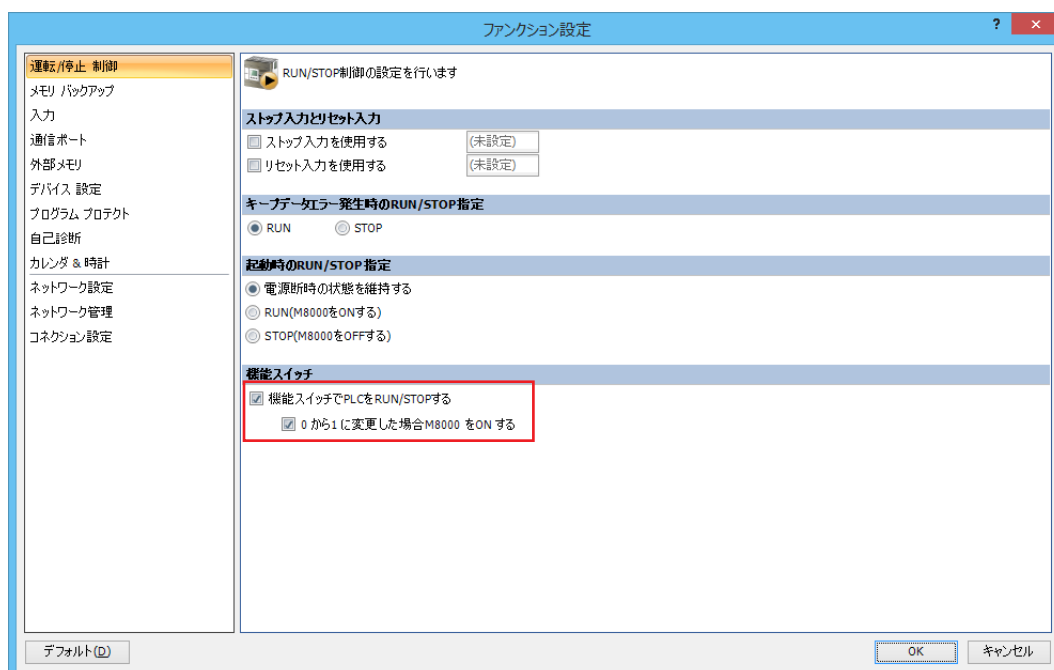 ファンクション設定
? ×
運転/停止 制御
メモリ バックアップ
入力
通信ポート
外部メモリ
デバイス 設定
プログラム プロテクト
自己診断
カレンダ & 時計
ネットワーク設定
ネットワーク管理
コネクション設定
RUN/STOP制御の設定を行います
ストップ入力とリセット入力
ストップ入力を使用する (未設定)
リセット入力を使用する (未設定)
キープデータエラー発生時のRUN/STOP指定
RUN STOP
起動時のRUN/STOP指定
電源断時の状態を維持する
RUN(M8000をONする)
STOP(M8000をOFFする)
機能スイッチ
機能スイッチでPLCをRUN/STOPする
0 から1 に変更した場合M8000 をON する
デフォルト(D) OK キャンセル